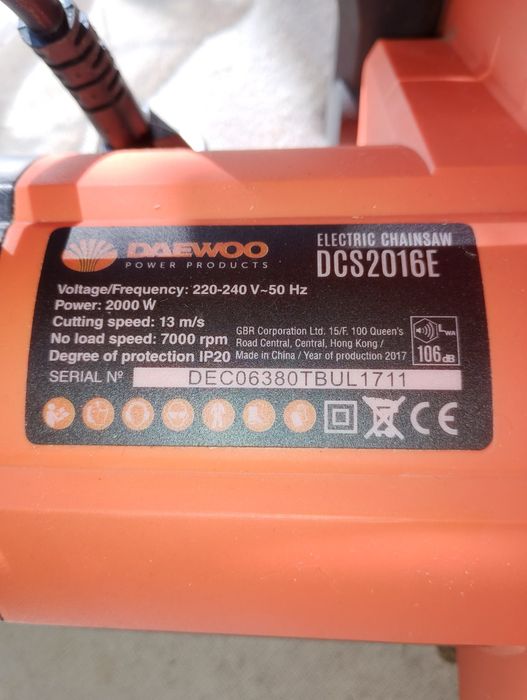 DAEWOO
POWER PRODUCTS
ELECTRIC CHAINSAW
DCS2016E
Voltage/Frequency: 220-240 V~50 Hz
Power: 2000 W
Cutting speed: 13 m/s
No load speed: 7000 rpm
Degree of protection IP20
GBR Corporation Ltd. 15/F. 100 Queen's
Road Central, Central, Hong Kong /
Made in China / Year of production 2017
LWA
106 dB
SERIAL Nº DEC06380TBUL1711
CE